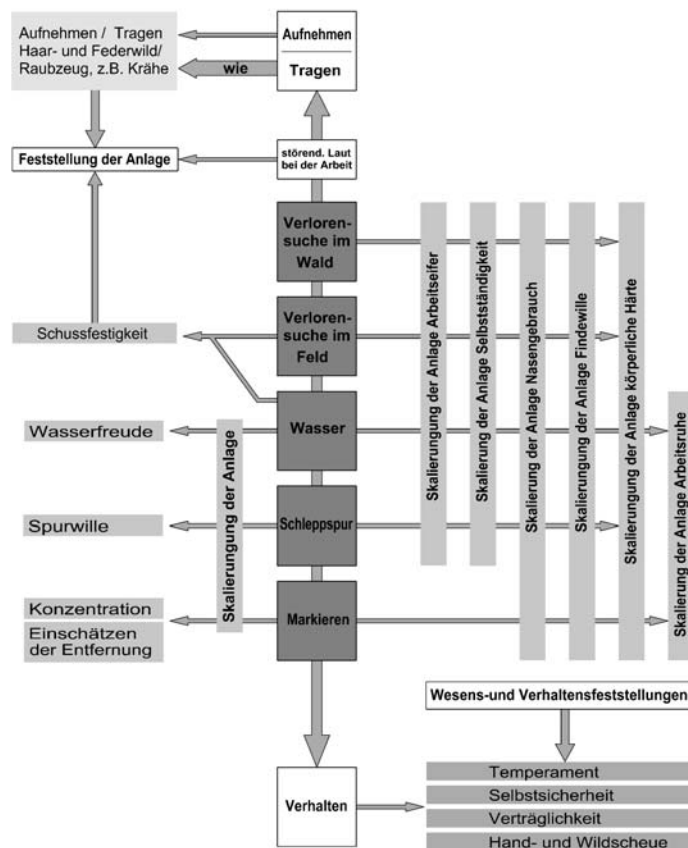 Aufnehmen / Tragen
Haar- und Federwild/
Raubzeug, z.B. Krähe
wie
Aufnehmen
Tragen
Feststellung der Anlage
störend. Laut
bei der Arbeit
Verloren-
suche im
Wald
Schussfestigkeit
Verloren-
suche im
Feld
Wasserfreude
Wasser
Spurwille
Schleppspur
Konzentration
Einschätzen
der Entfernung
Markieren
Skalierungung der Anlage
Skalierung der Anlage Arbeitseifer
Skalierung der Anlage Selbstständigkeit
Skalierung der Anlage Nasengebrauch
Skalierungung der Anlage Findewille
Skalierungung der Anlage körperliche Härte
Skalierung der Anlage Arbeitsruhe
Wesens-und Verhaltensfeststellungen
Verhalten
Temperament
Selbstsicherheit
Verträglichkeit
Hand- und Wildscheue